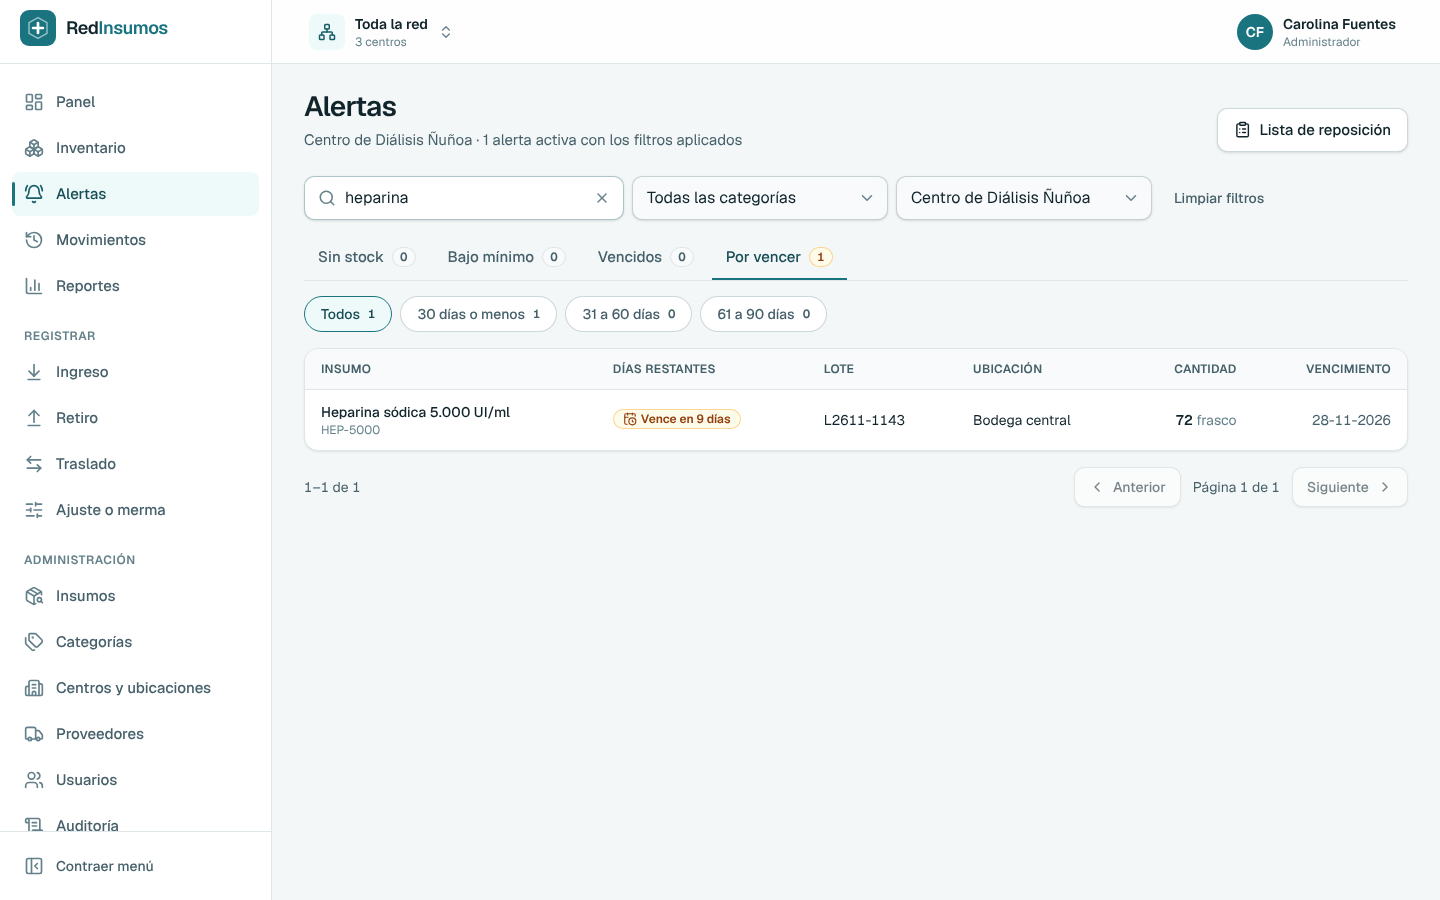 RedInsumos
Toda la red
3 centros
CF
Carolina Fuentes
Administrador
Panel
Inventario
Alertas
Movimientos
Reportes
REGISTRAR
Ingreso
Retiro
Traslado
Ajuste o merma
ADMINISTRACIÓN
Insumos
Categorías
Centros y ubicaciones
Proveedores
Usuarios
Auditoría
Contraer menú
Alertas
Centro de Diálisis Ñuñoa · 1 alerta activa con los filtros aplicados
Lista de reposición
heparina
Todas las categorías
Centro de Diálisis Ñuñoa
Limpiar filtros
Sin stock 0
Bajo mínimo 0
Vencidos 0
Por vencer 1
Todos 1
30 días o menos 1
31 a 60 días 0
61 a 90 días 0
INSUMO DÍAS RESTANTES LOTE UBICACIÓN CANTIDAD VENCIMIENTO
Heparina sódica 5.000 UI/ml
HEP-5000
Vence en 9 días
L2611-1143
Bodega central
72 frasco
28-11-2026
1–1 de 1
Anterior
Página 1 de 1
Siguiente